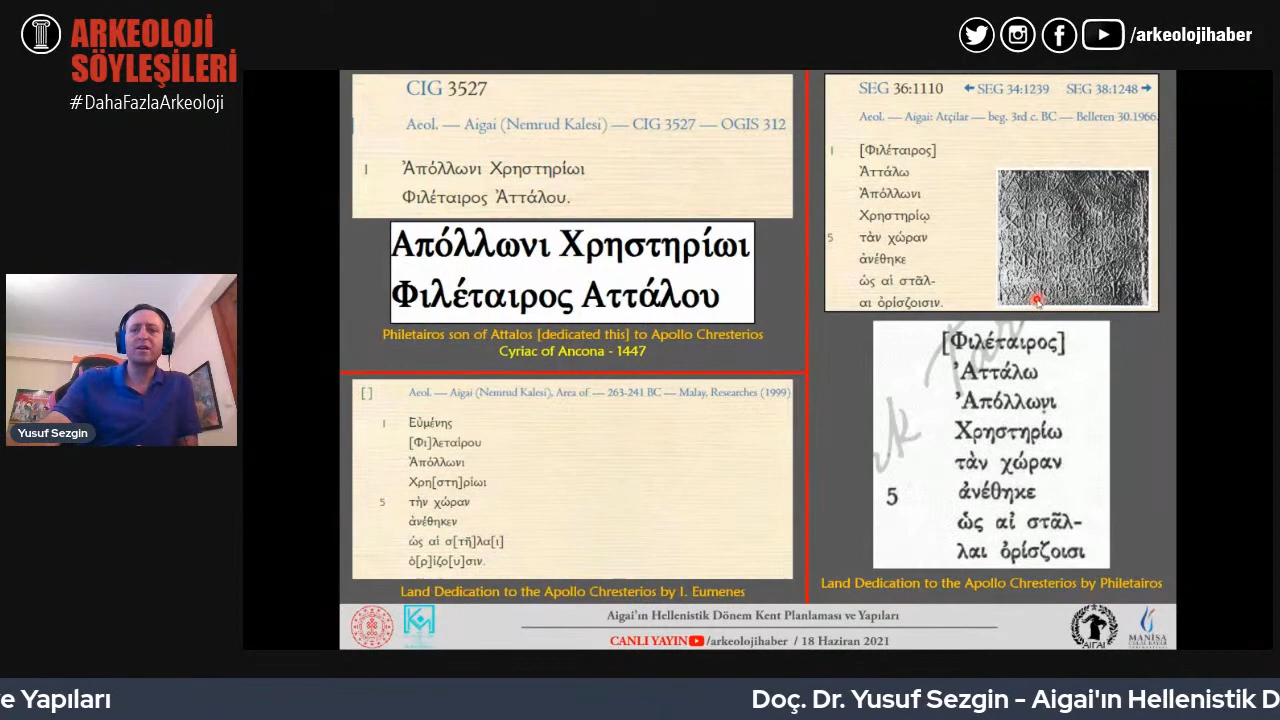 ARKEOLOJİ
SÖYLEŞİLERİ
#DahaFazlaArkeoloji
/arkeolojihaber
CIG 3527
Aeol. — Aigai (Nemrud Kalesi) — CIG 3527 — OGIS 312
1 Ἀπόλλωνι Χρηστηρίωι
Φιλέταιρος Ἀττάλου.
Απόλλωνι Χρηστηρίωι
Φιλέταιρος Αττάλου
Philetairos son of Attalos [dedicated this] to Apollo Chresterios
Cyriac of Ancona - 1447
[ ] Aeol. — Aigai (Nemrud Kalesi), Area of — 263-241 BC — Malay, Researches (1999)
1 Εὐμένης
[Φι]λεταίρου
Ἀπόλλωνι
Χρη[στη]ρίωι
5 τὴν χώραν
ἀνέθηκεν
ὡς αἱ σ[τῆ]λα[ι]
ὁ[ρ]ίζο[υ]σιν.
Land Dedication to the Apollo Chresterios by I. Eumenes
SEG 36:1110 ← SEG 34:1239 SEG 38:1248 →
Aeol. — Aigai: Atçilar — beg. 3rd c. BC — Belleten 30.1966,
1 [Φιλέταιρος]
Ἀττάλω
Ἀπόλλωνι
Χρηστηρίῳ
5 τὰν χώραν
ἀνέθηκε
ὡς αἱ στᾶλ-
αι ὀρίσζοισιν.
[Φιλέταιρος]
Ἀττάλω
Ἀπόλλωνι
Χρηστηρίω
τὰν χώραν
5 ἀνέθηκε
ὡς αἰ στᾶλ-
λαι ὀρίσζοισι
Land Dedication to the Apollo Chresterios by Philetairos
Yusuf Sezgin
Aigai'ın Hellenistik Dönem Kent Planlaması ve Yapıları
CANLI YAYIN /arkeolojihaber / 18 Haziran 2021
AIGAI
MANİSA
e Yapıları Doç. Dr. Yusuf Sezgin - Aigai'ın Hellenistik D